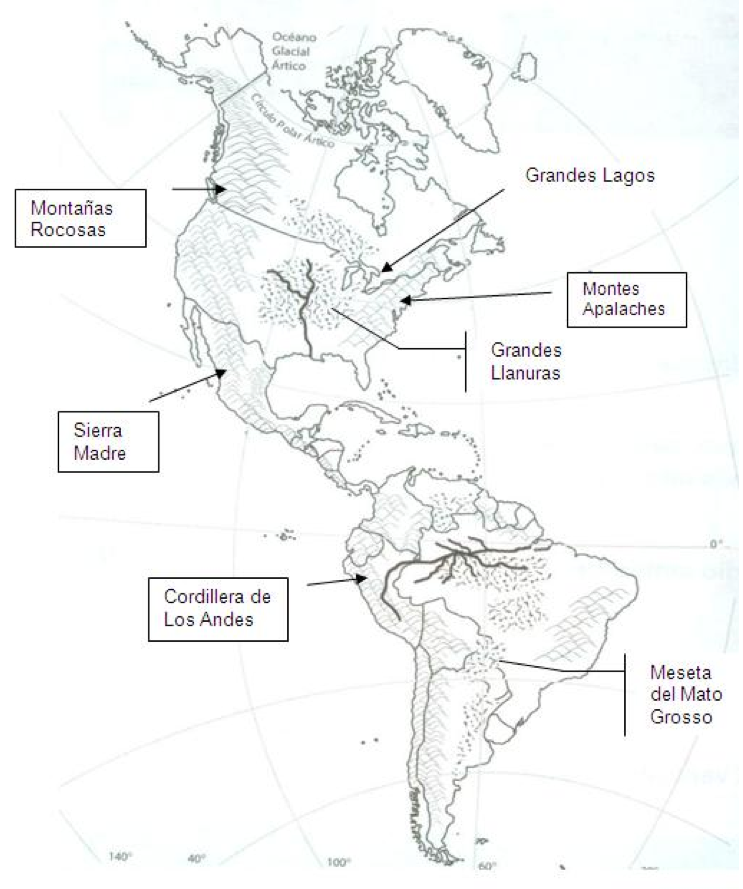 Océano
Glacial
Ártico
Círculo Polar Ártico
Grandes Lagos
Montañas
Rocosas
Montes
Apalaches
Grandes
Llanuras
Sierra
Madre
0°
Cordillera de
Los Andes
Meseta
del Mato
Grosso
140°
40°
100°
60°